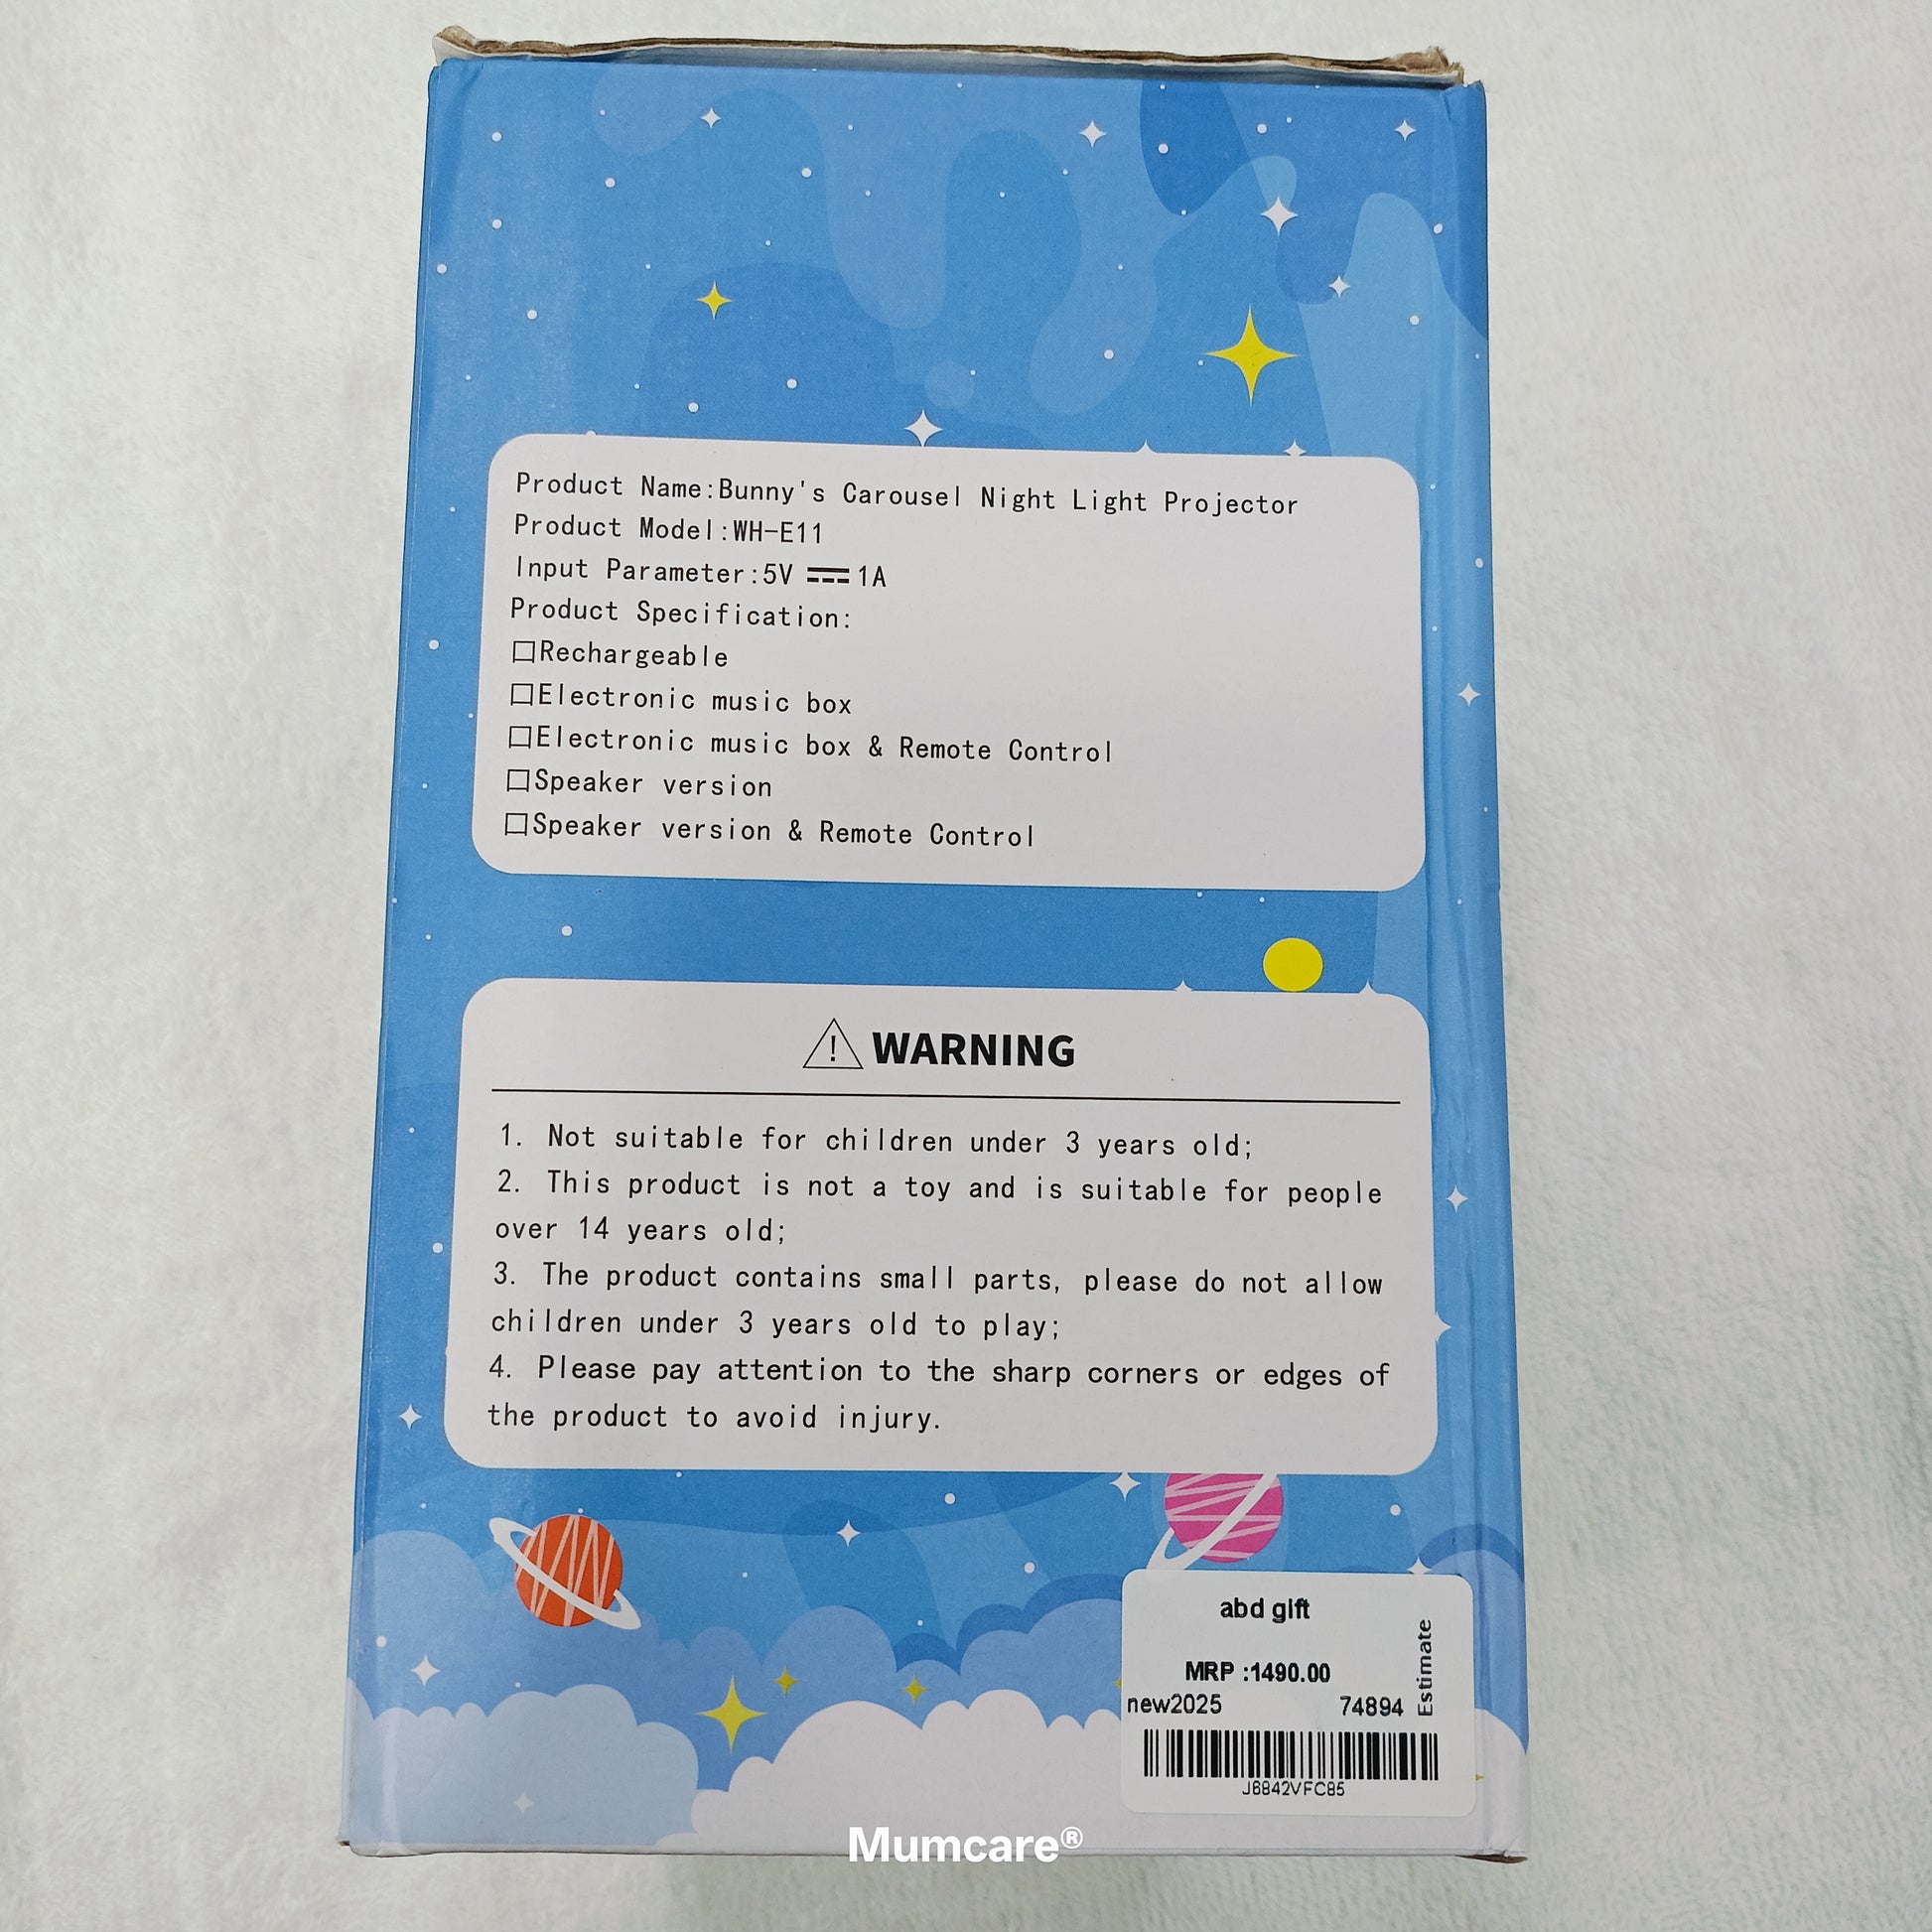 Product Name:Bunny's Carousel Night Light Projector
Product Model:WH-E11
Input Parameter:5V ⎓ 1A
Product Specification:
□Rechargeable
□Electronic music box
□Electronic music box & Remote Control
□Speaker version
□Speaker version & Remote Control
⚠ WARNING
1. Not suitable for children under 3 years old;
2. This product is not a toy and is suitable for people
over 14 years old;
3. The product contains small parts, please do not allow
children under 3 years old to play;
4. Please pay attention to the sharp corners or edges of
the product to avoid injury.
abd gift
MRP :1490.00
new2025 74894
Estimate
J8842VFC85
Mumcare®